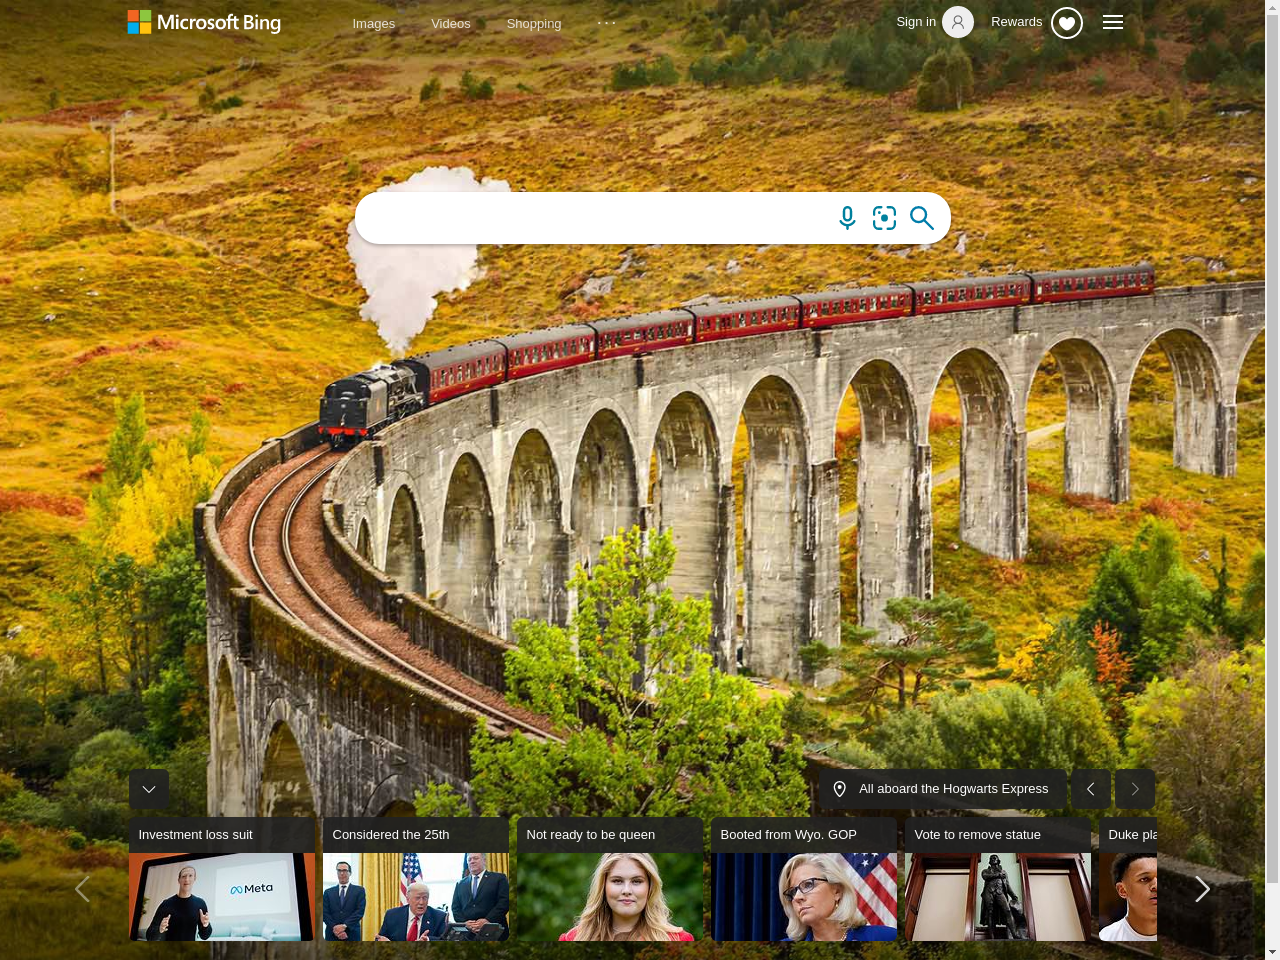 Microsoft Bing
Images Videos Shopping ...
Sign in Rewards
All aboard the Hogwarts Express
Investment loss suit
Considered the 25th
Not ready to be queen
Booted from Wyo. GOP
Vote to remove statue
Duke pla
Meta